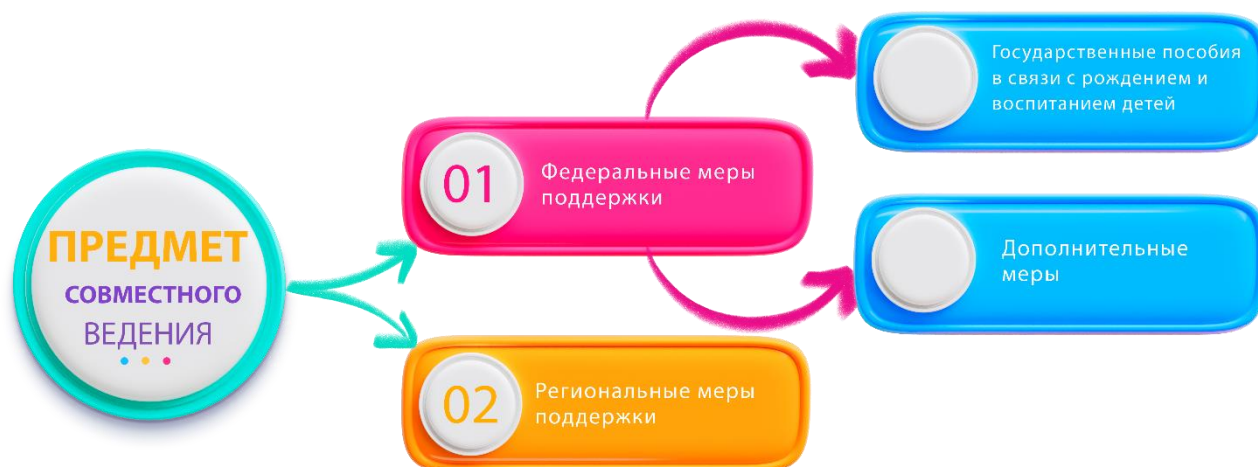 ПРЕДМЕТ
СОВМЕСТНОГО
ВЕДЕНИЯ
01
Федеральные меры
поддержки
Государственные пособия
в связи с рождением и
воспитанием детей
Дополнительные
меры
02
Региональные меры
поддержки